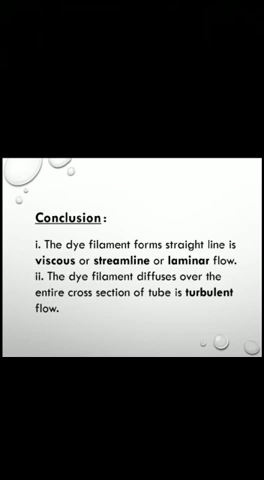 Conclusion:
i. The dye filament forms straight line is
viscous or streamline or laminar flow.
ii. The dye filament diffuses over the
entire cross section of tube is turbulent
flow.